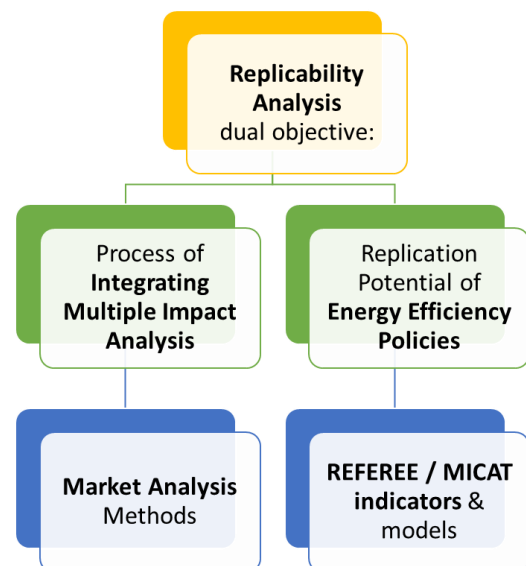 Replicability
Analysis
dual objective:
Process of
Integrating
Multiple Impact
Analysis
Replication
Potential of
Energy Efficiency
Policies
Market Analysis
Methods
REFEREE / MICAT
indicators &
models